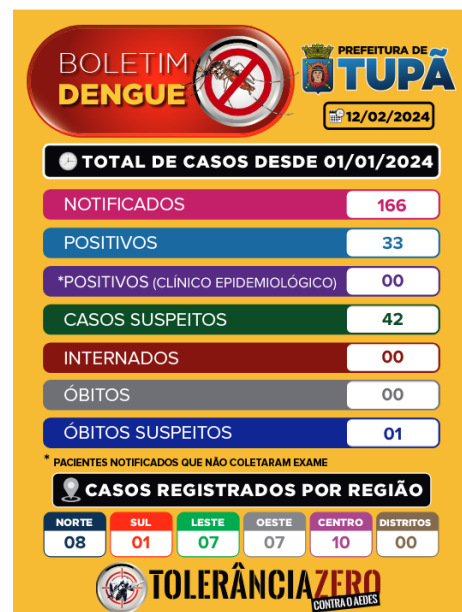 BOLETIM
DENGUE
PREFEITURA DE
TUPÃ
12/02/2024
TOTAL DE CASOS DESDE 01/01/2024
NOTIFICADOS 166
POSITIVOS 33
*POSITIVOS (CLÍNICO EPIDEMIOLÓGICO) 00
CASOS SUSPEITOS 42
INTERNADOS 00
ÓBITOS 00
ÓBITOS SUSPEITOS 01
* PACIENTES NOTIFICADOS QUE NÃO COLETARAM EXAME
CASOS REGISTRADOS POR REGIÃO
NORTE SUL LESTE OESTE CENTRO DISTRITOS
08 01 07 07 10 00
TOLERÂNCIAZERO
CONTRA O AEDES